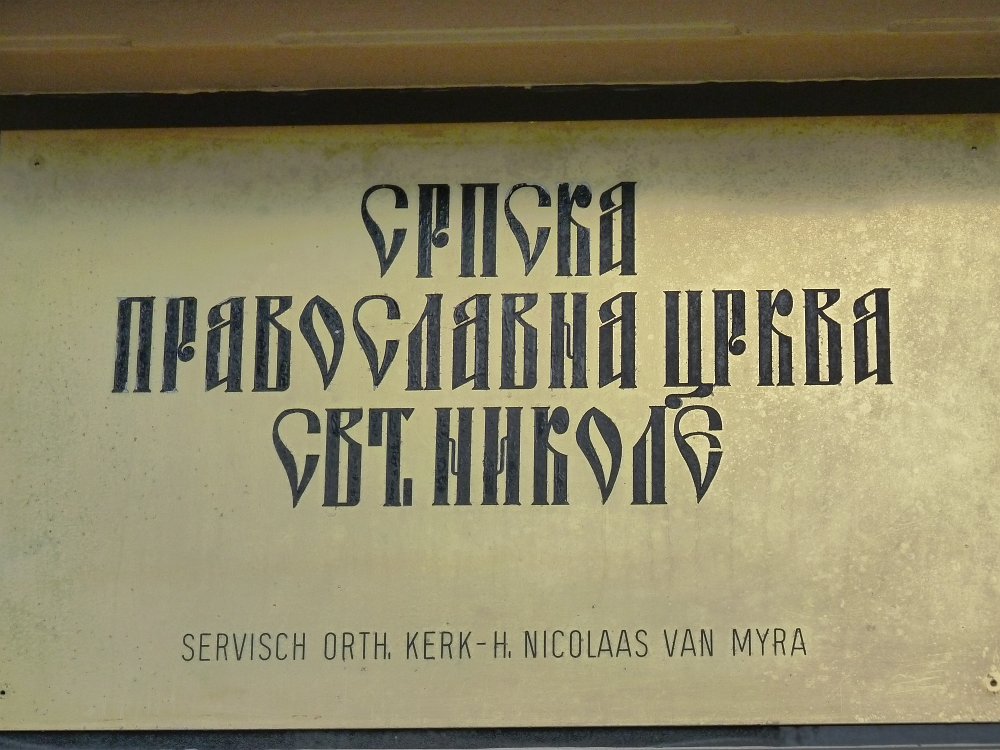 СРПСКА
ПРАВОСЛАВНА ЦРКВА
СВТ. НИКОЛЕ
SERVISCH ORTH. KERK-H. NICOLAAS VAN MYRA